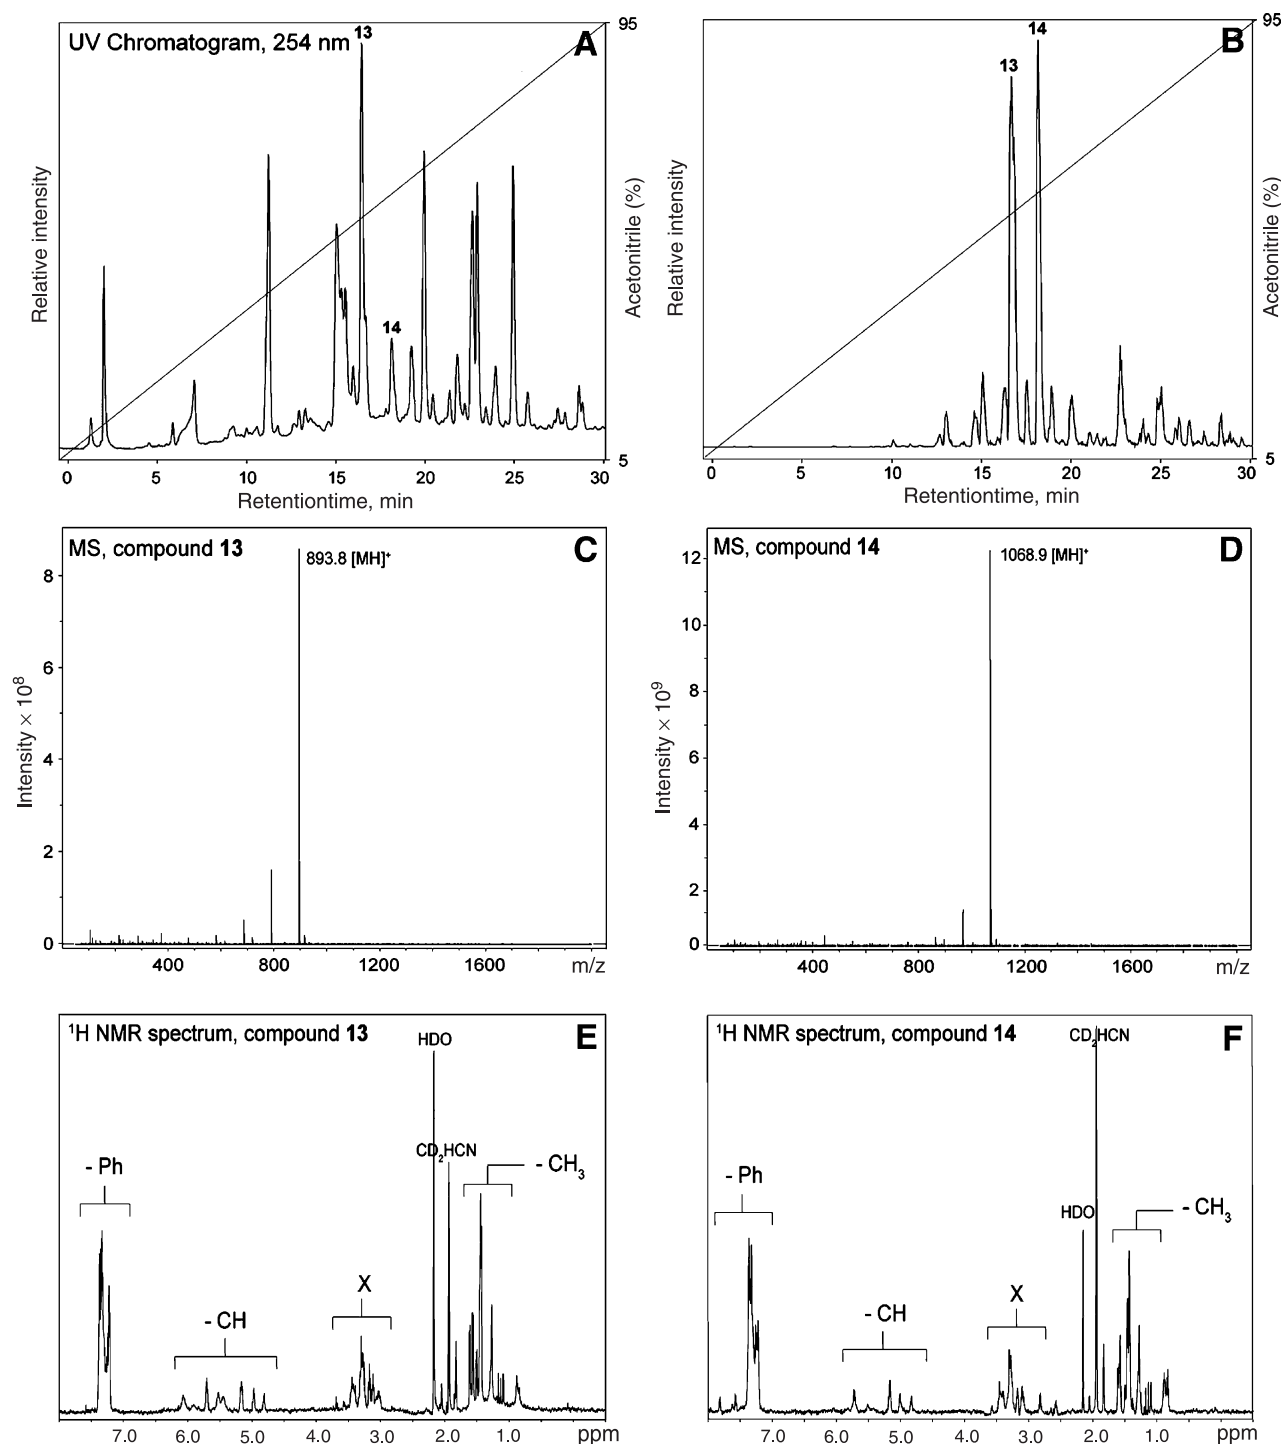 UV Chromatogram, 254 nm
13
A
95
14
Relative intensity
Acetonitrile (%)
5
0 5 10 15 20 25 30
Retentiontime, min
B
95
13
14
Relative intensity
Acetonitrile (%)
5
0 5 10 15 20 25 30
Retentiontime, min
MS, compound 13
C
893.8 [MH]⁺
8
6
4
2
0
Intensity × 10⁸
400 800 1200 1600 m/z
MS, compound 14
D
1068.9 [MH]⁺
12
10
8
6
4
2
0
Intensity × 10⁹
400 800 1200 1600 m/z
¹H NMR spectrum, compound 13
E
HDO
CD₂HCN
- Ph
- CH₃
X
- CH
7.0 6.0 5.0 4.0 3.0 2.0 1.0 ppm
¹H NMR spectrum, compound 14
F
CD₂HCN
- Ph
HDO
- CH₃
X
- CH
7.0 6.0 5.0 4.0 3.0 2.0 1.0 ppm